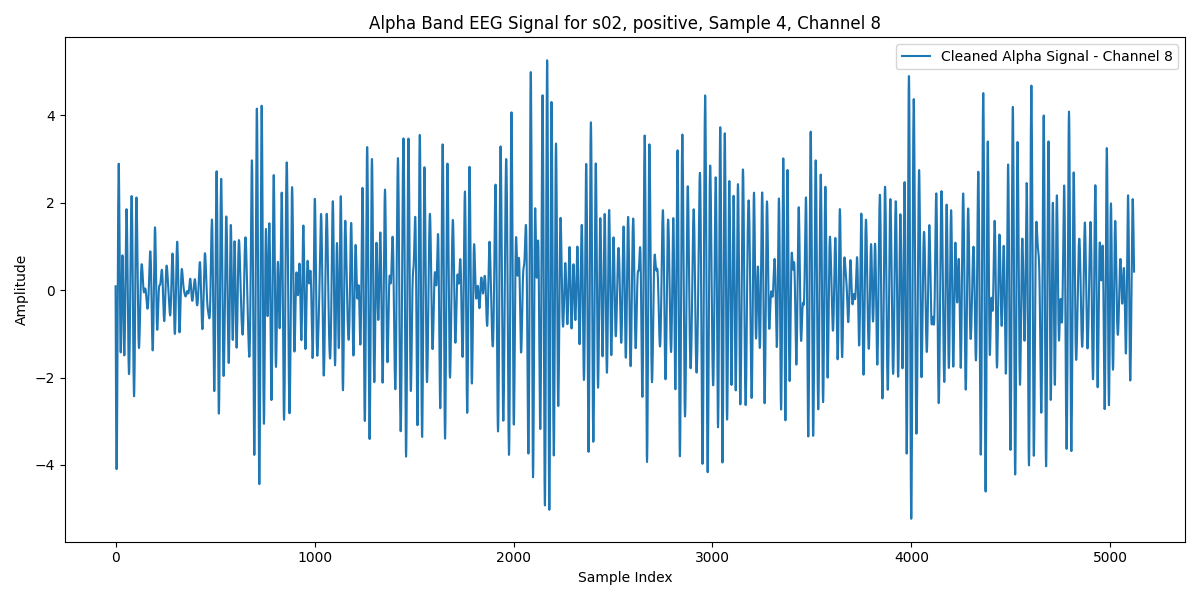 Alpha Band EEG Signal for s02, positive, Sample 4, Channel 8
Cleaned Alpha Signal - Channel 8
4
2
0
−2
−4
Amplitude
0 1000 2000 3000 4000 5000
Sample Index